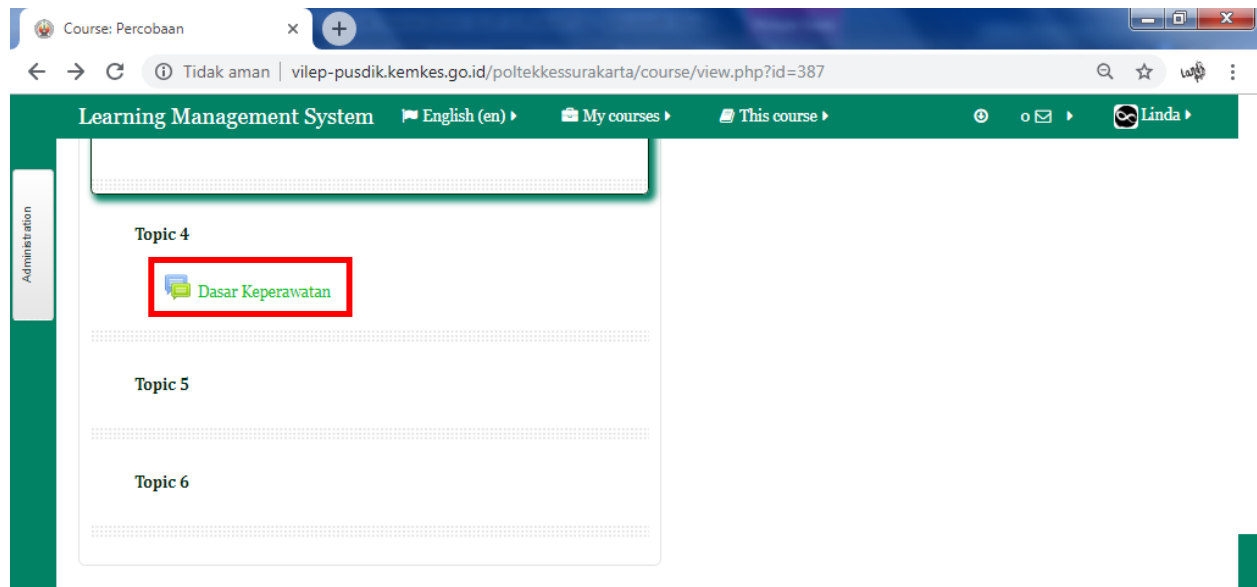 Course: Percobaan
Tidak aman | vilep-pusdik.kemkes.go.id/poltekkessurakarta/course/view.php?id=387
Learning Management System English (en) My courses This course 0 Linda
Administration
Topic 4
Dasar Keperawatan
Topic 5
Topic 6